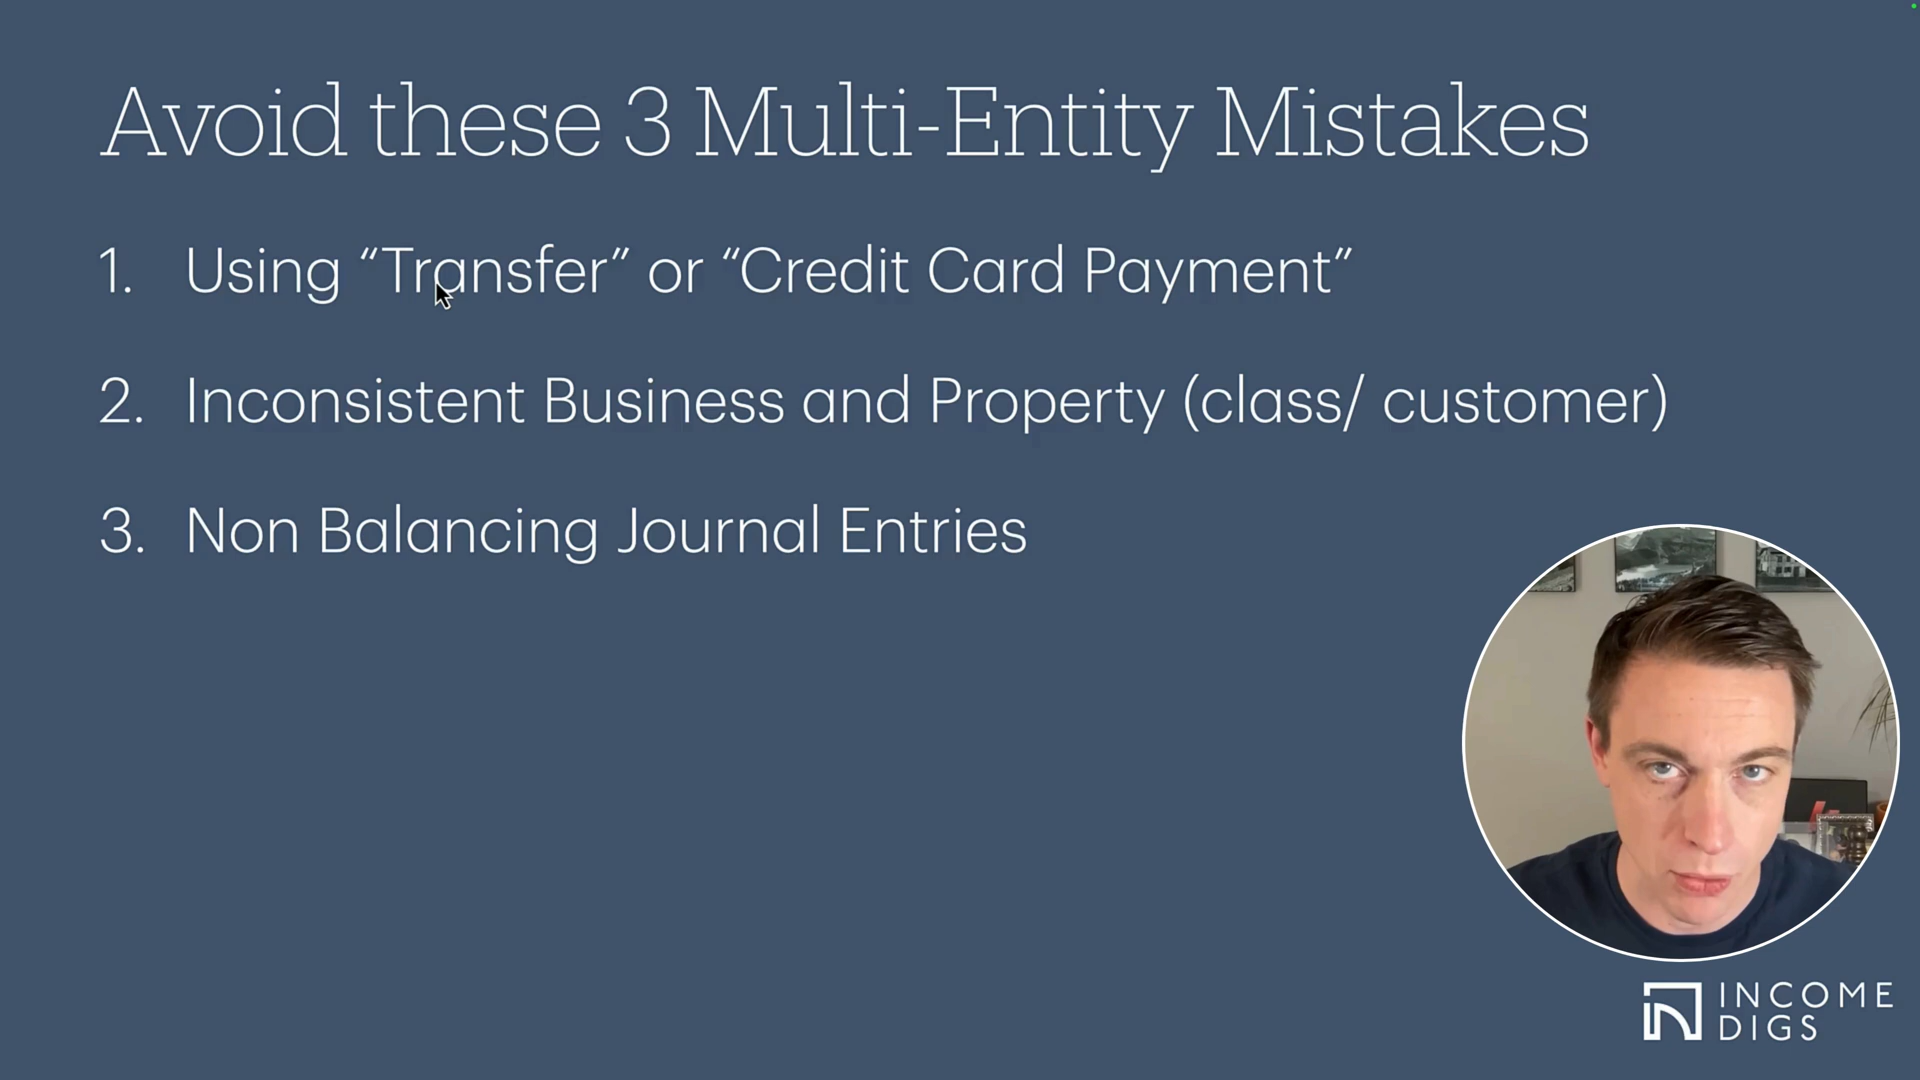 Avoid these 3 Multi-Entity Mistakes
1. Using “Transfer” or “Credit Card Payment”
2. Inconsistent Business and Property (class/ customer)
3. Non Balancing Journal Entries
INCOME
DIGS